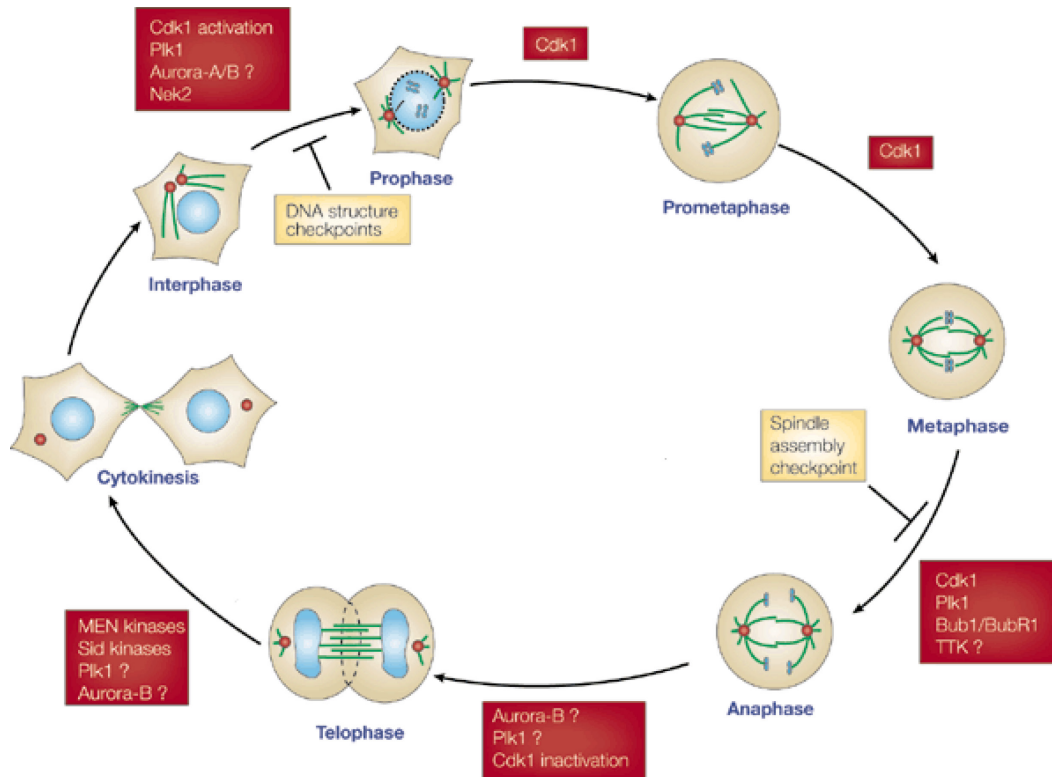 Cdk1 activation
Plk1
Aurora-A/B ?
Nek2
Cdk1
Prophase
DNA structure
checkpoints
Prometaphase
Cdk1
Interphase
Metaphase
Spindle
assembly
checkpoint
Cytokinesis
Cdk1
Plk1
Bub1/BubR1
TTK ?
Anaphase
Aurora-B ?
Plk1 ?
Cdk1 inactivation
Telophase
MEN kinases
Sid kinases
Plk1 ?
Aurora-B ?